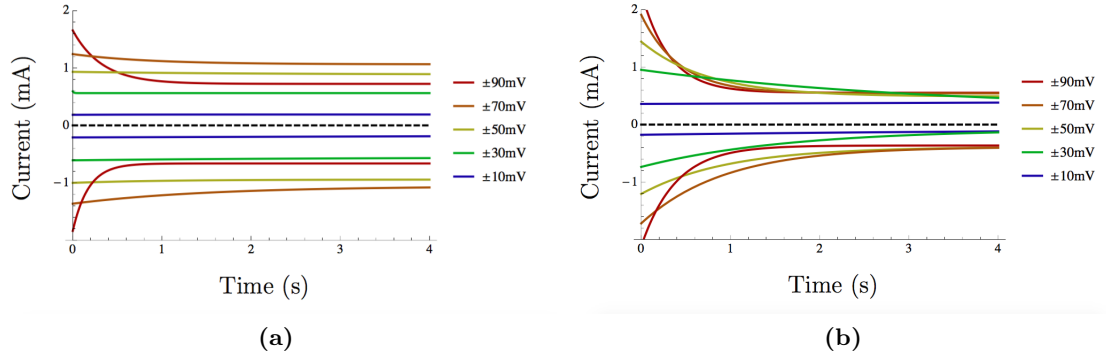 Current (mA)
2
1
0
−1
0
1
2
3
4
Time (s)
±90mV
±70mV
±50mV
±30mV
±10mV
(a)
Current (mA)
2
1
0
−1
0
1
2
3
4
Time (s)
±90mV
±70mV
±50mV
±30mV
±10mV
(b)